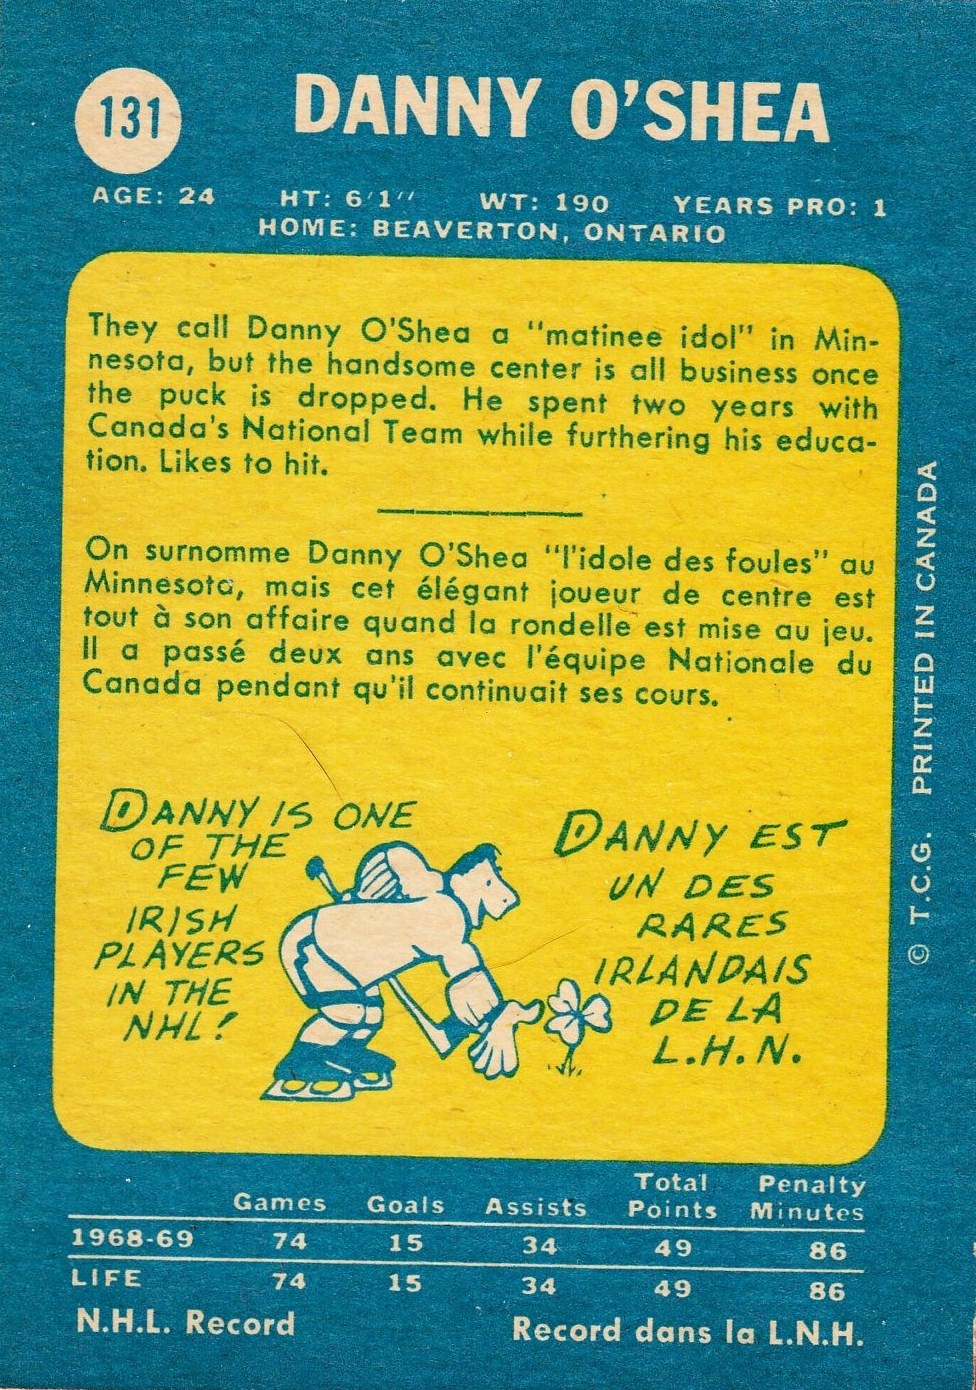 131
DANNY O'SHEA
AGE: 24 HT: 6'1'' WT: 190 YEARS PRO: 1
HOME: BEAVERTON, ONTARIO
They call Danny O'Shea a "matinee idol" in Min-
nesota, but the handsome center is all business once
the puck is dropped. He spent two years with
Canada's National Team while furthering his educa-
tion. Likes to hit.
On surnomme Danny O'Shea "l'idole des foules" au
Minnesota, mais cet élégant joueur de centre est
tout à son affaire quand la rondelle est mise au jeu.
Il a passé deux ans avec l'équipe Nationale du
Canada pendant qu'il continuait ses cours.
DANNY IS ONE
OF THE
FEW
IRISH
PLAYERS
IN THE
NHL!
DANNY EST
UN DES
RARES
IRLANDAIS
DE LA
L.H.N.
© T.C.G. PRINTED IN CANADA
Games Goals Assists Total Points Penalty Minutes
1968-69 74 15 34 49 86
LIFE 74 15 34 49 86
N.H.L. Record Record dans la L.N.H.